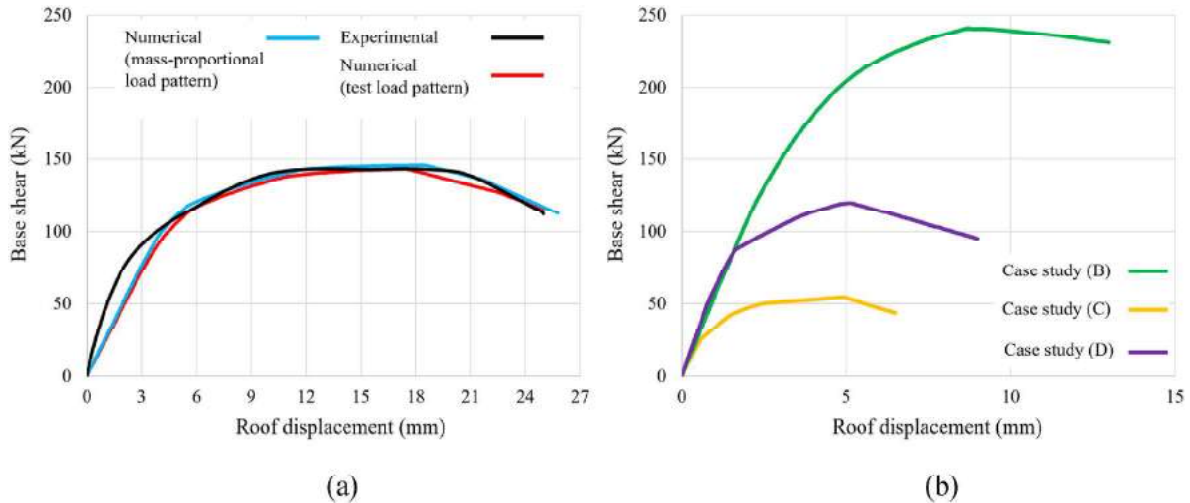 250
200
150
100
50
0
Base shear (kN)
Numerical
(mass-proportional
load pattern)
Experimental
Numerical
(test load pattern)
0 3 6 9 12 15 18 21 24 27
Roof displacement (mm)
(a)
250
200
150
100
50
0
Base shear (kN)
Case study (B)
Case study (C)
Case study (D)
0 5 10 15
Roof displacement (mm)
(b)